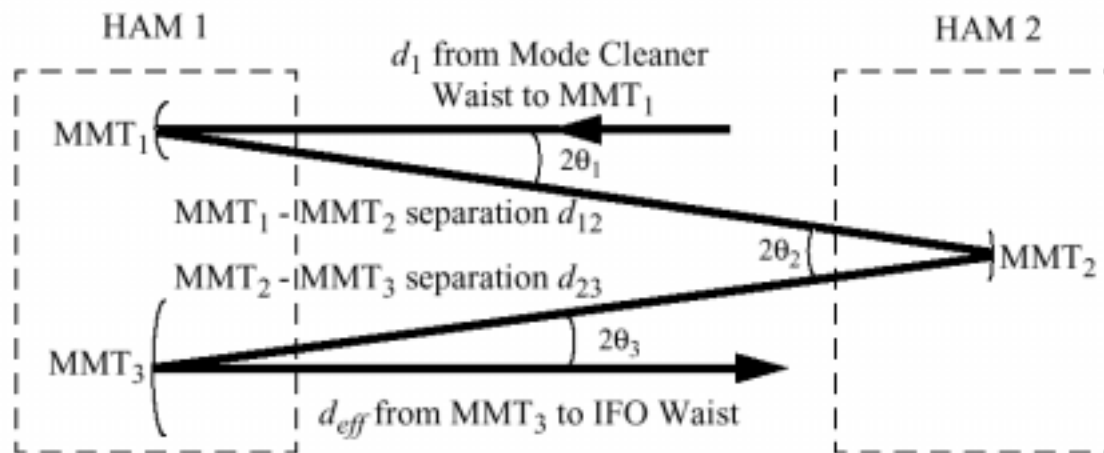 HAM 1
HAM 2
d₁ from Mode Cleaner
Waist to MMT₁
MMT₁
2θ₁
MMT₁ - MMT₂ separation d₁₂
2θ₂
MMT₂
MMT₂ - MMT₃ separation d₂₃
MMT₃
2θ₃
d_eff from MMT₃ to IFO Waist